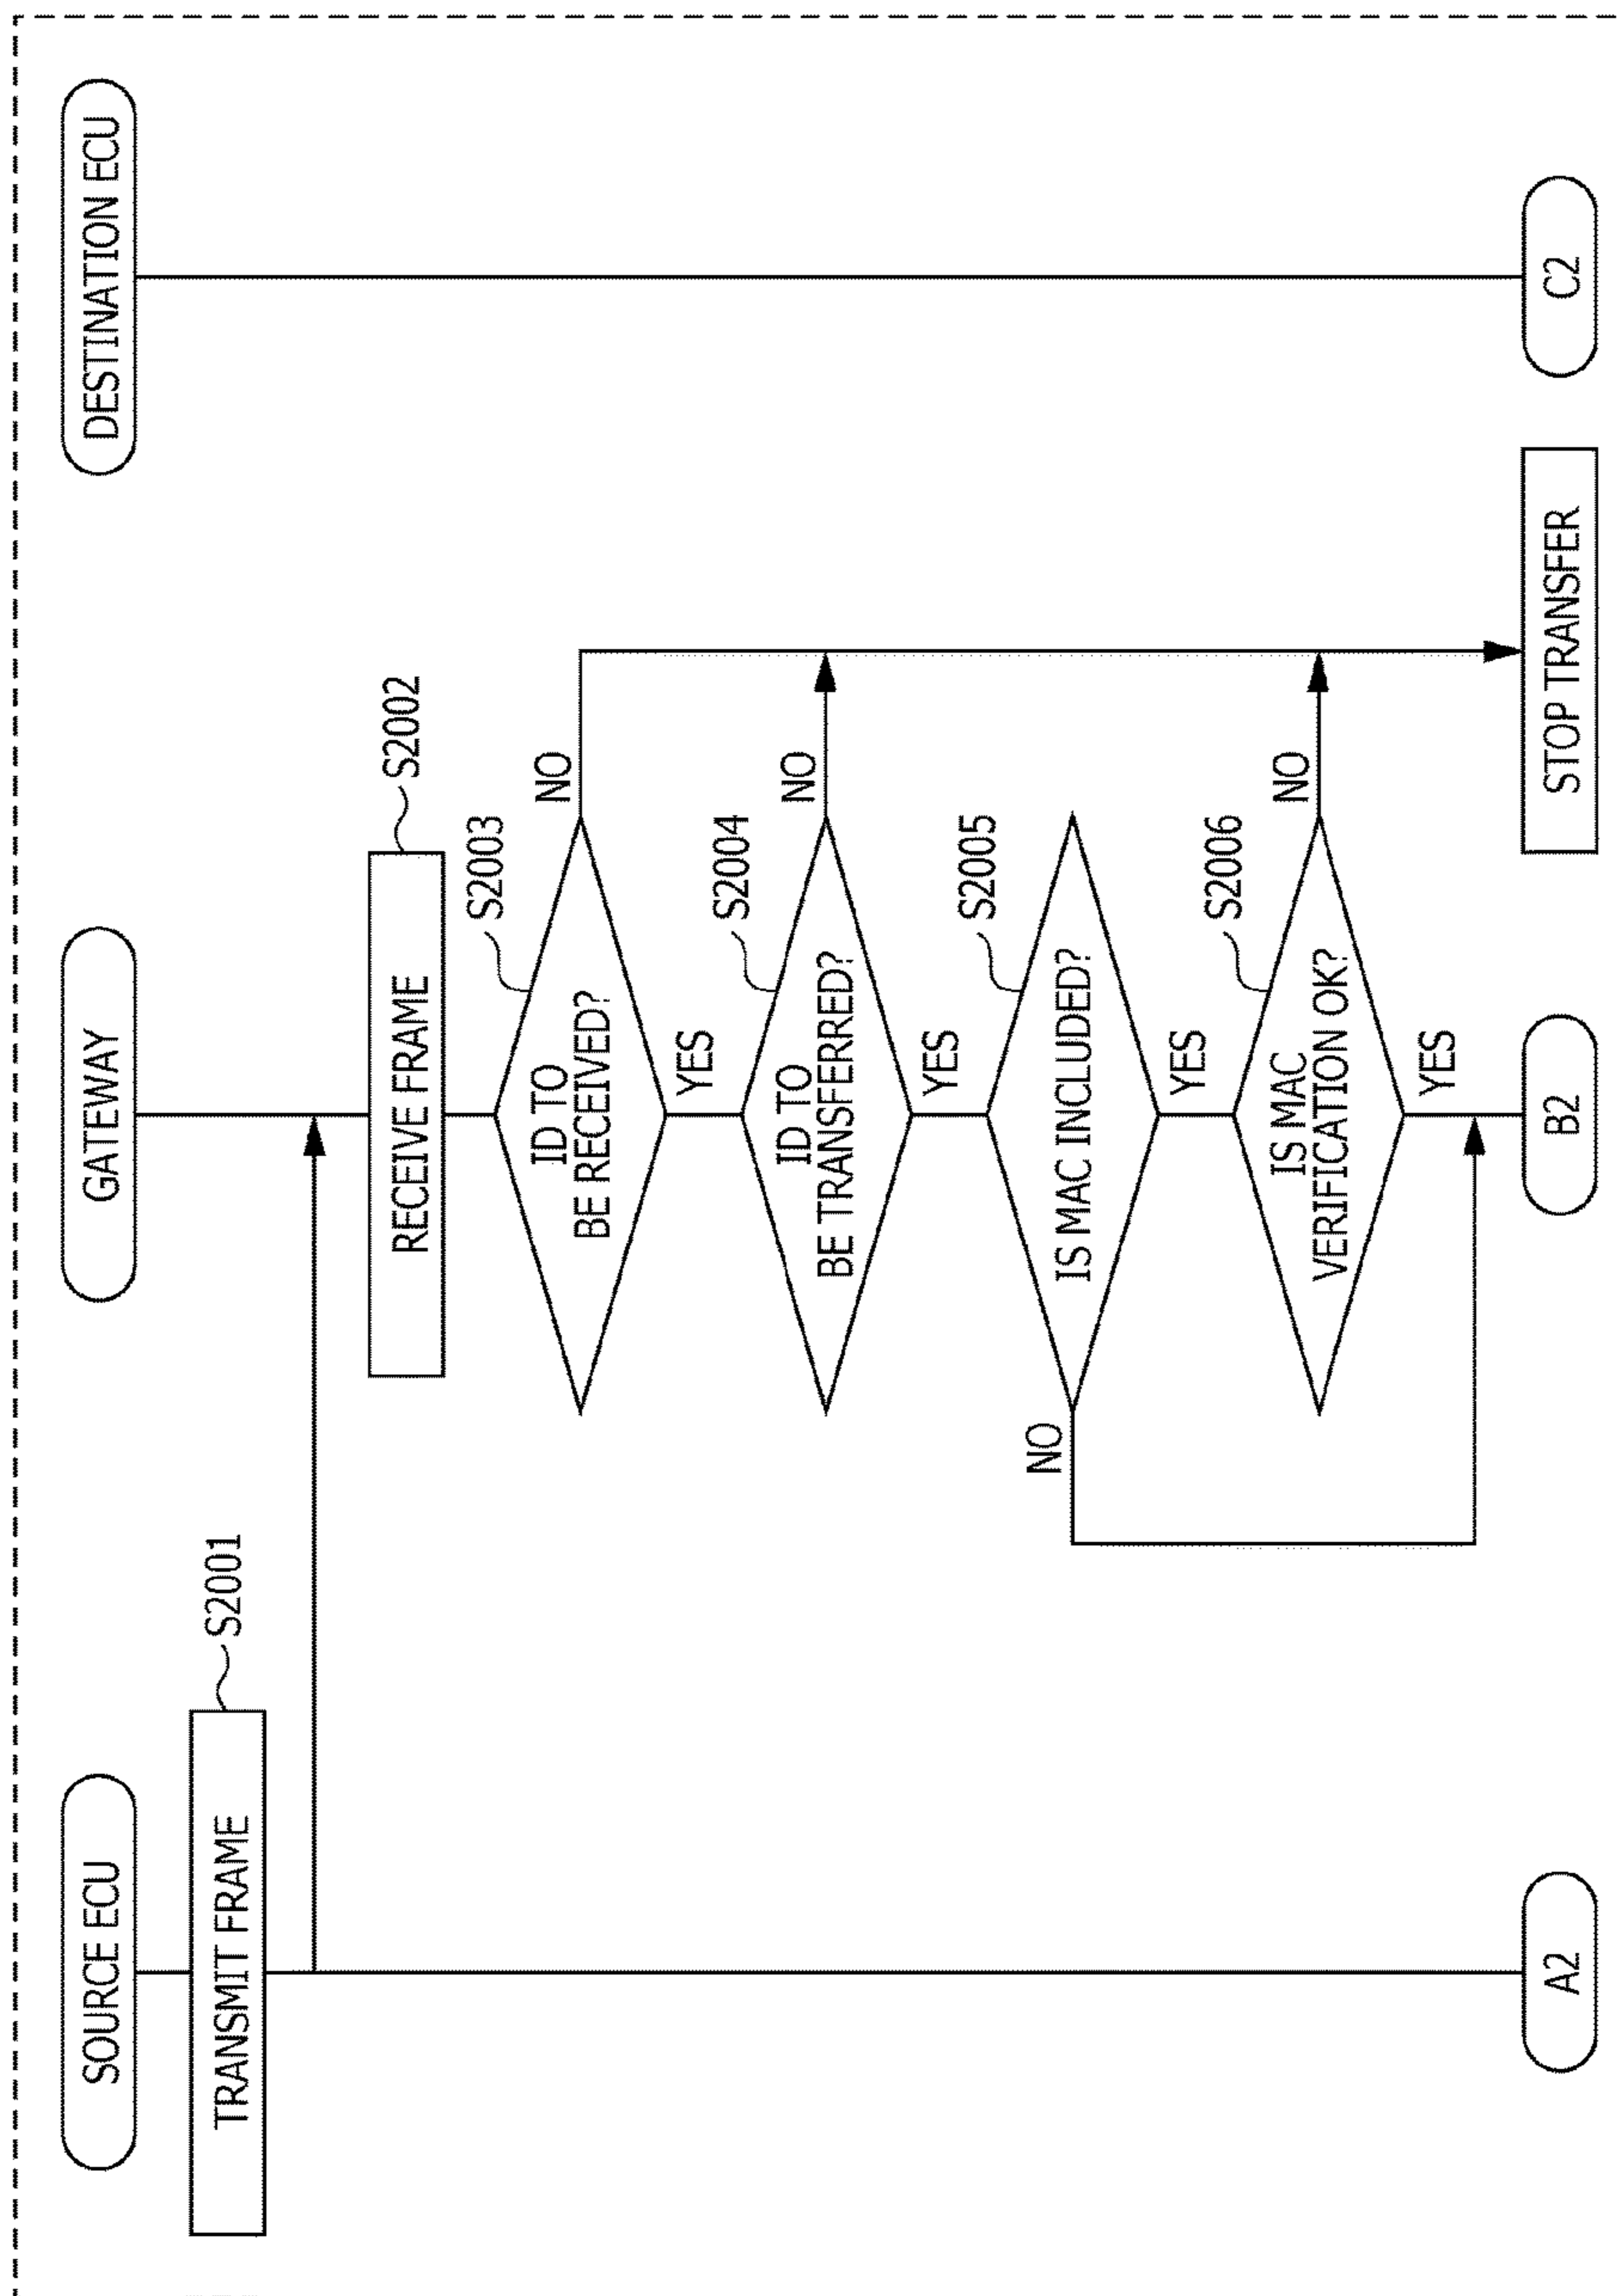 SOURCE ECU
GATEWAY
DESTINATION ECU
TRANSMIT FRAME
S2001
RECEIVE FRAME
S2002
S2003
ID TO
BE RECEIVED?
NO
YES
S2004
ID TO
BE TRANSFERRED?
NO
YES
S2005
IS MAC INCLUDED?
NO
YES
S2006
IS MAC
VERIFICATION OK?
NO
YES
A2
B2
STOP TRANSFER
C2